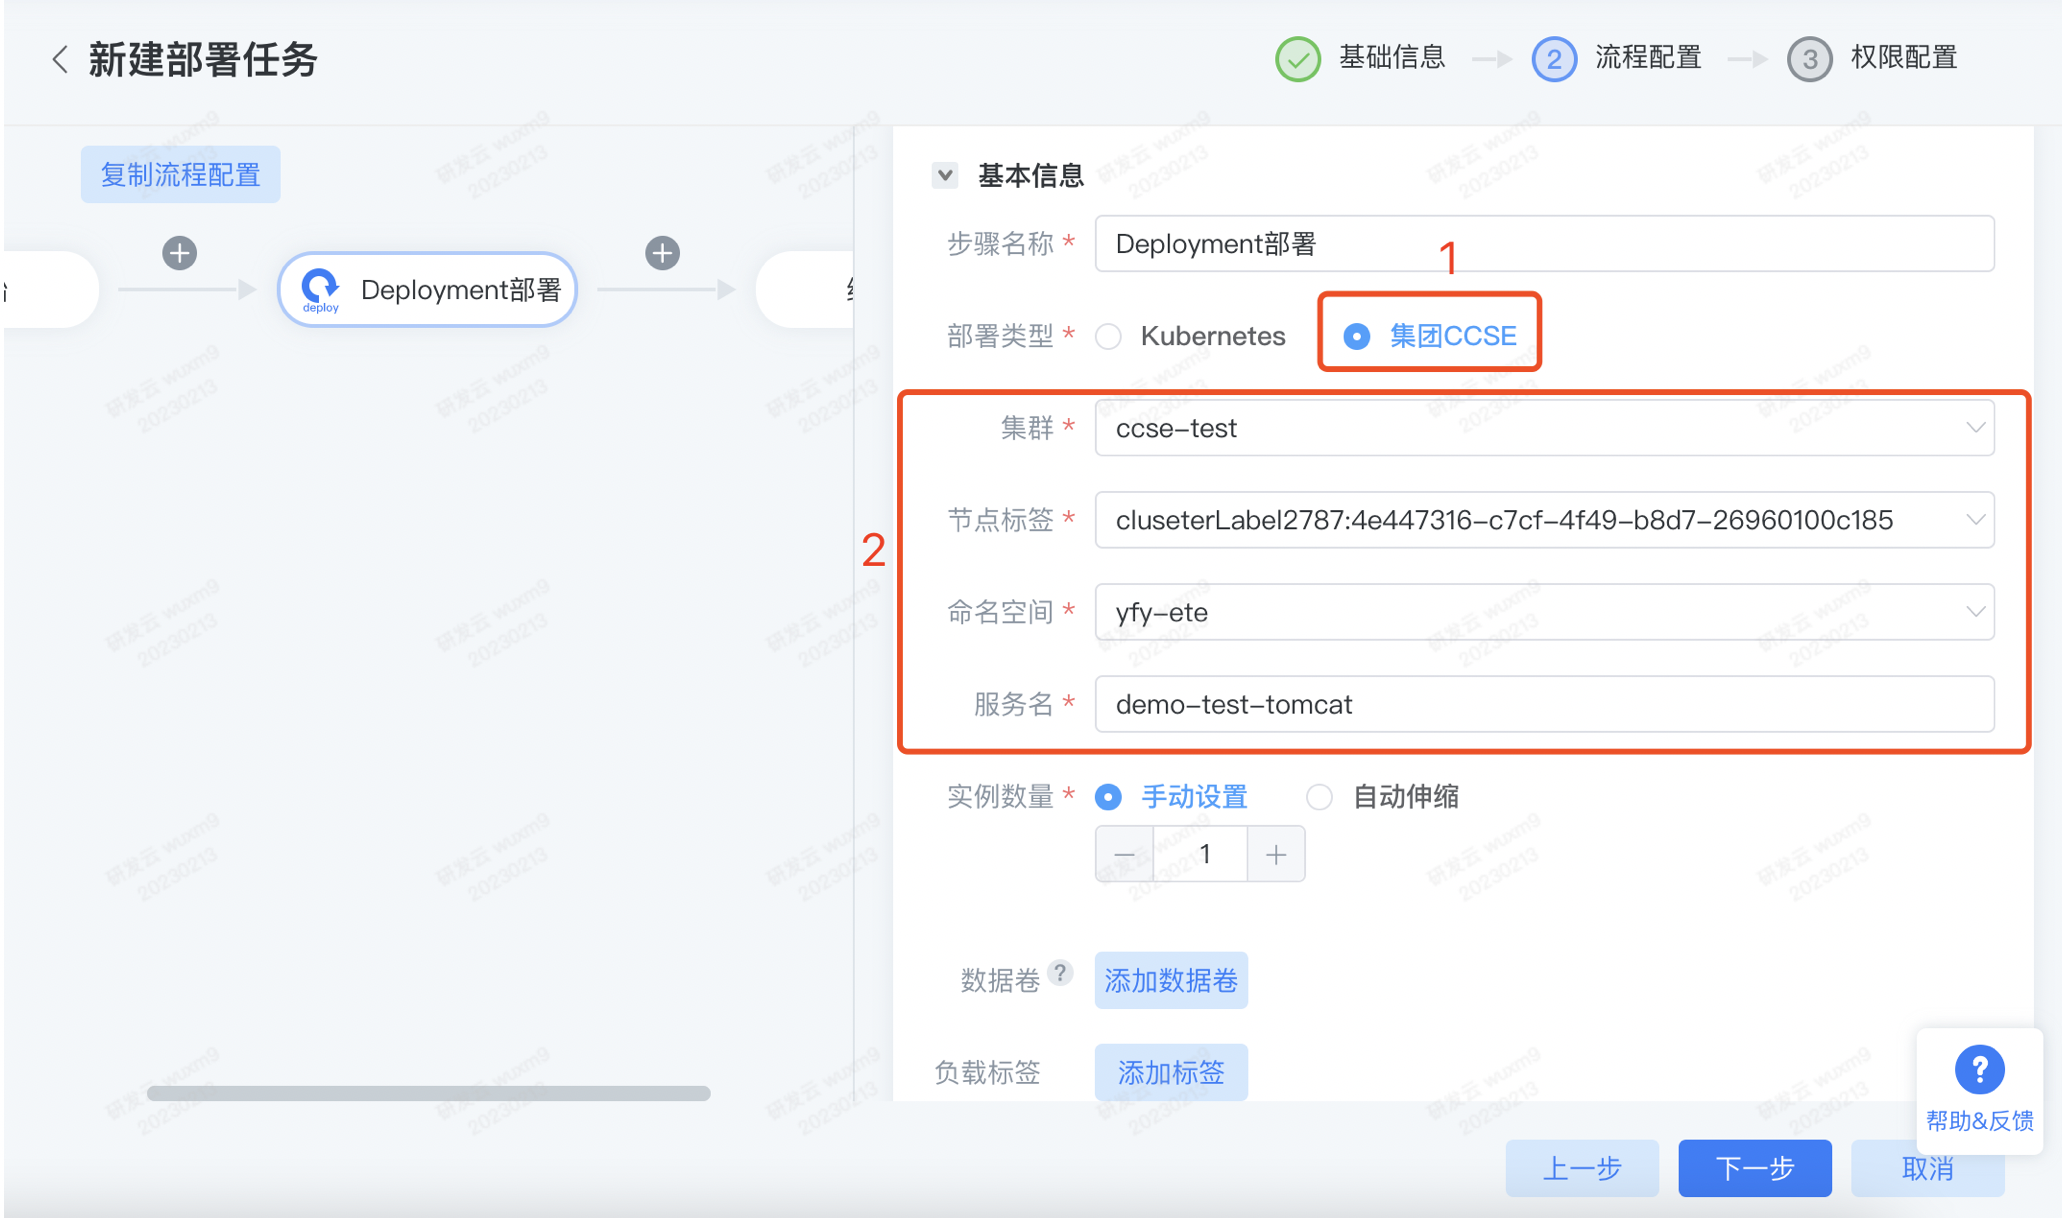 新建部署任务
基础信息
2 流程配置
3 权限配置
复制流程配置
deploy
Deployment部署
基本信息
步骤名称 * Deployment部署
1
部署类型 * Kubernetes 集团CCSE
2
集群 * ccse-test
节点标签 * cluseterLabel2787:4e447316-c7cf-4f49-b8d7-26960100c185
命名空间 * yfy-ete
服务名 * demo-test-tomcat
实例数量 * 手动设置 自动伸缩
1
数据卷 ? 添加数据卷
负载标签 添加标签
?
帮助&反馈
上一步 下一步 取消
研发云 wuxm9
20230213